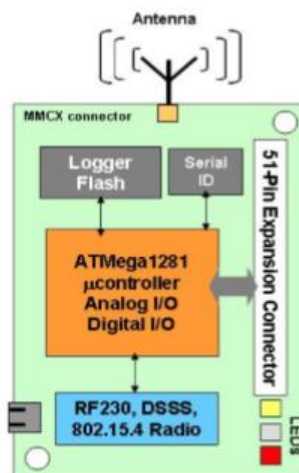 Antenna
MMCX connector
Logger
Flash
Serial
ID
51-Pin Expansion Connector
ATMega1281
µcontroller
Analog I/O
Digital I/O
RF230, DSSS,
802.15.4 Radio
LEDs